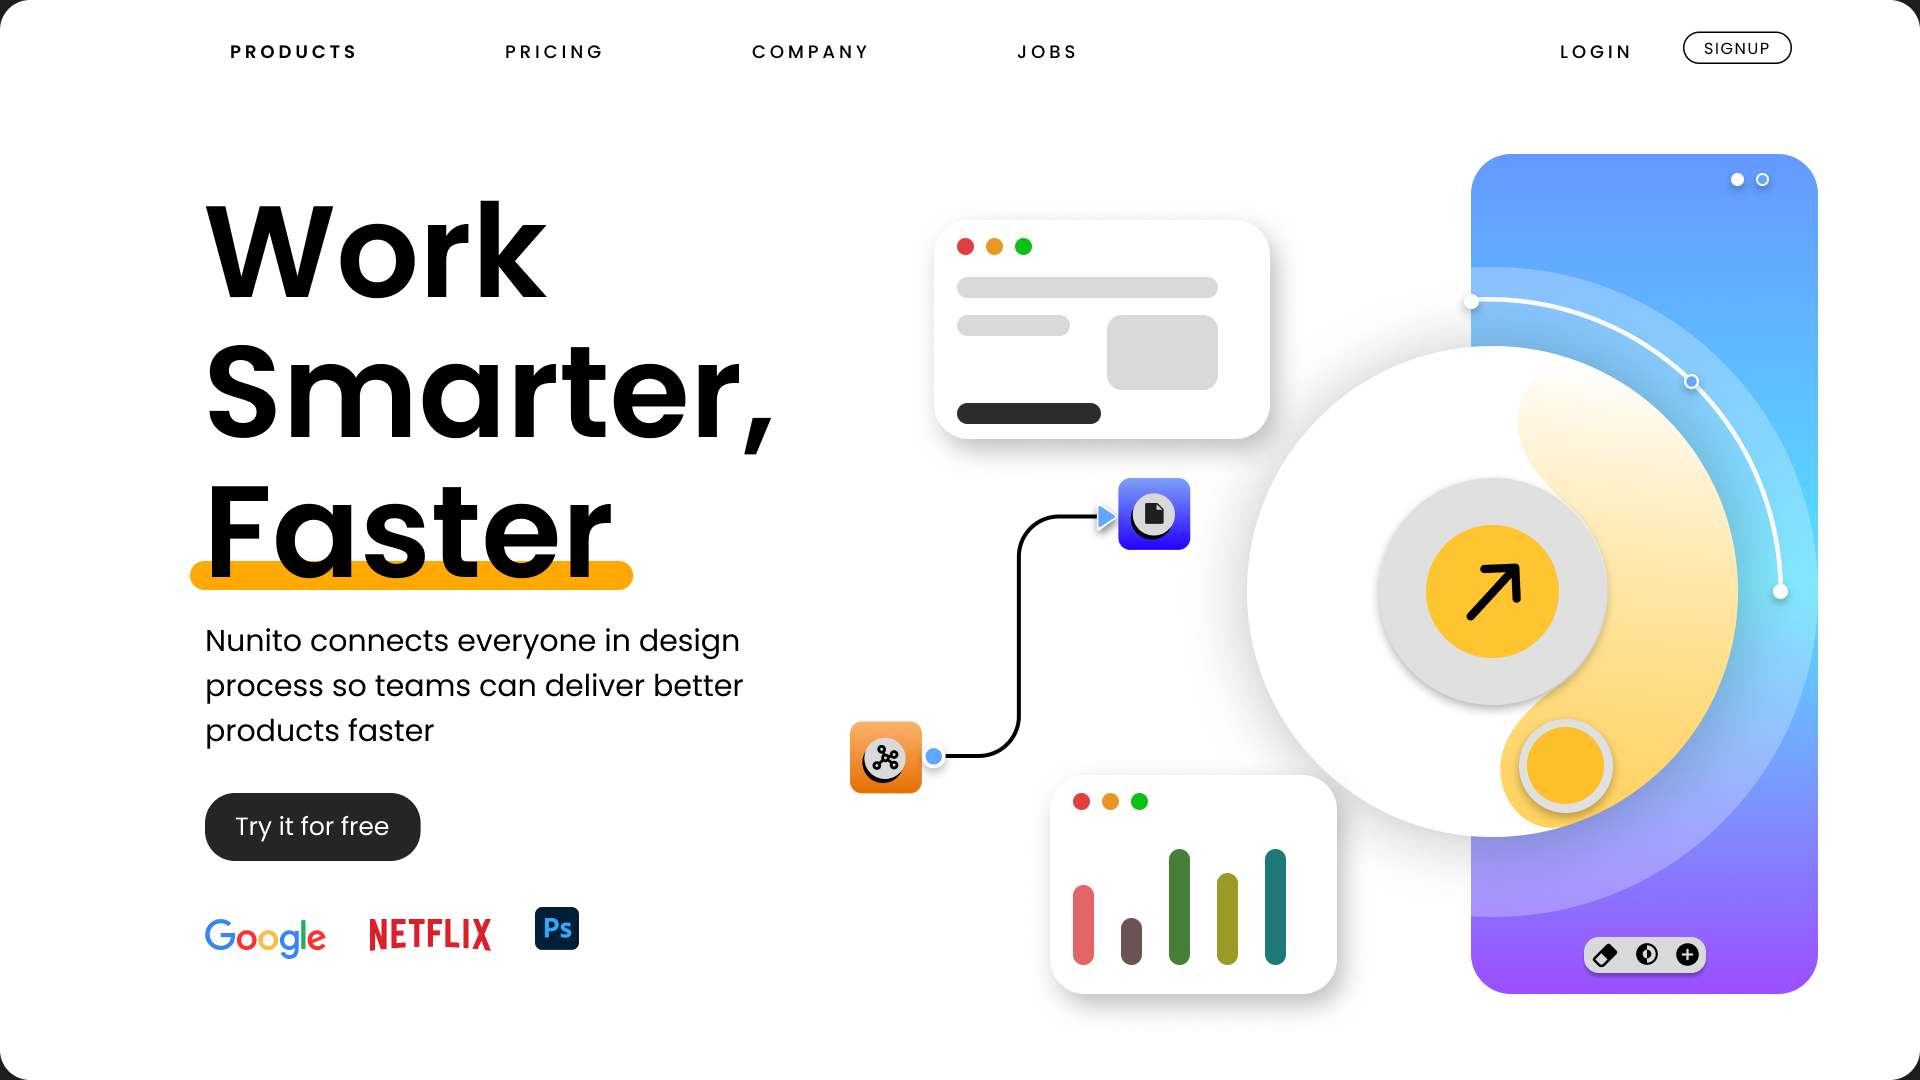 PRODUCTS
PRICING
COMPANY
JOBS
LOGIN
SIGNUP
Work
Smarter,
Faster
Nunito connects everyone in design
process so teams can deliver better
products faster
Try it for free
Google
NETFLIX
Ps